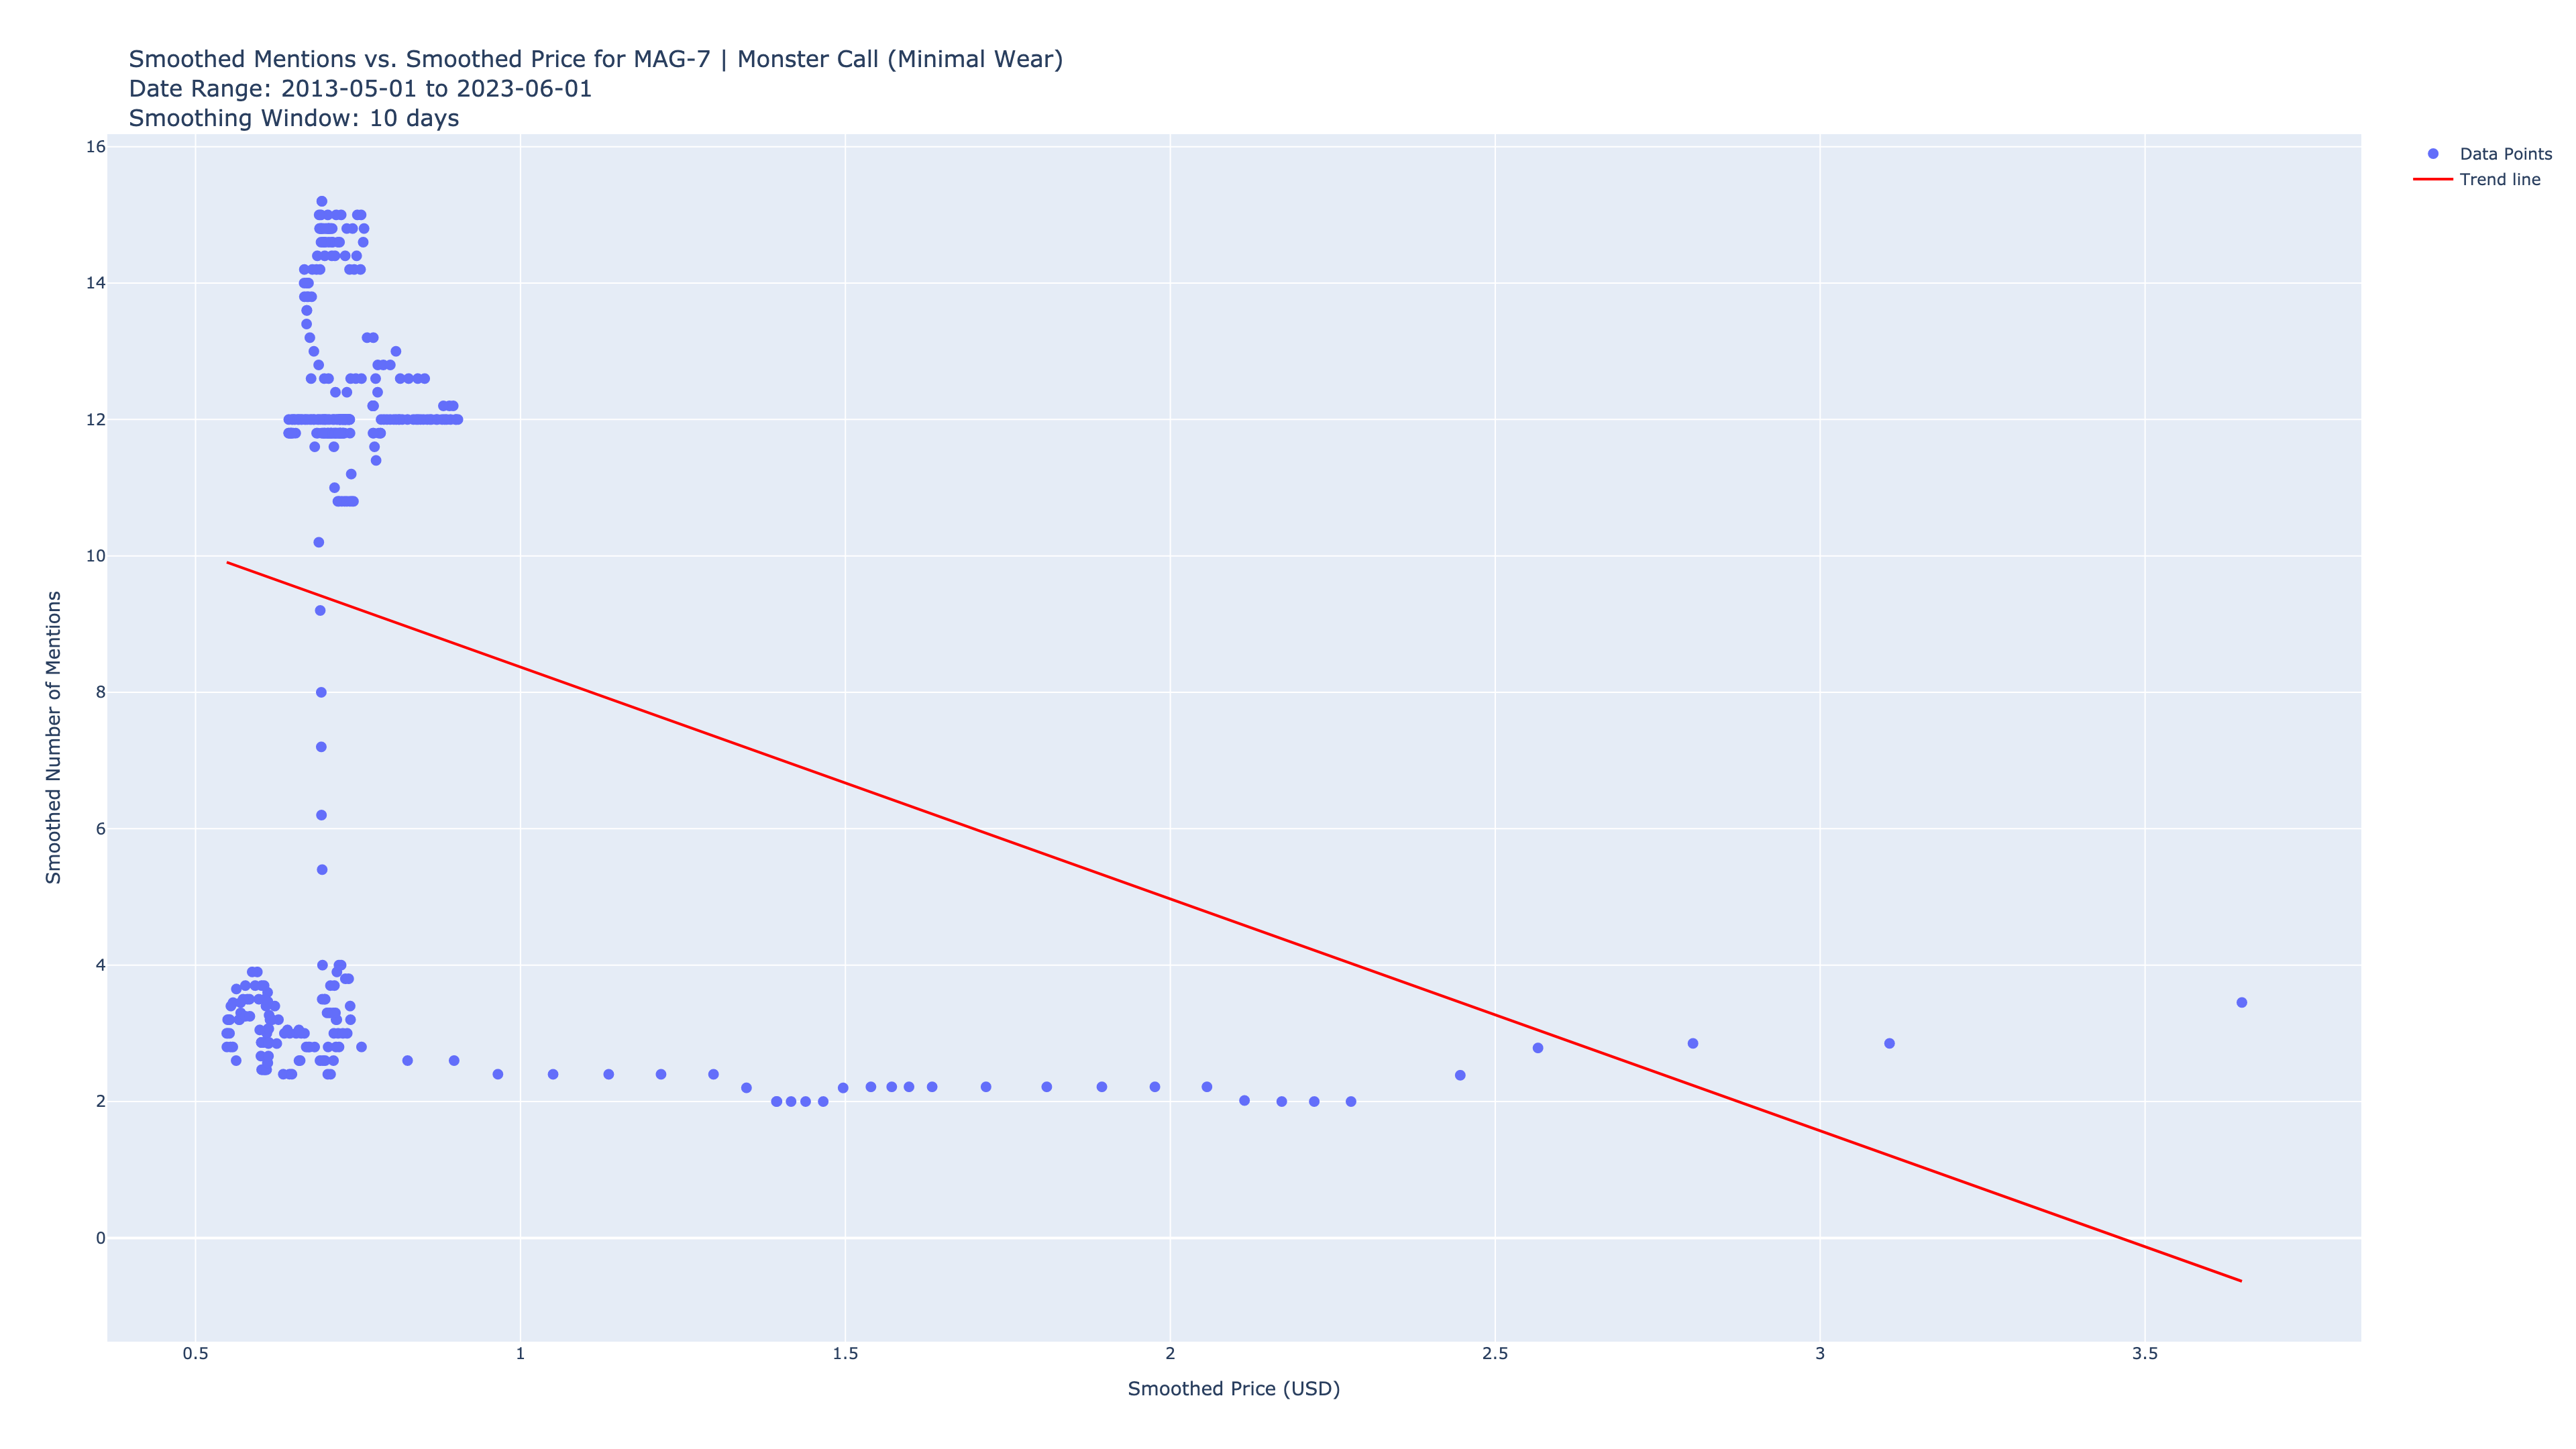 Smoothed Mentions vs. Smoothed Price for MAG-7 | Monster Call (Minimal Wear)
Date Range: 2013-05-01 to 2023-06-01
Smoothing Window: 10 days
Data Points
Trend line
16
14
12
10
8
6
4
2
0
Smoothed Number of Mentions
0.5
1
1.5
2
2.5
3
3.5
Smoothed Price (USD)